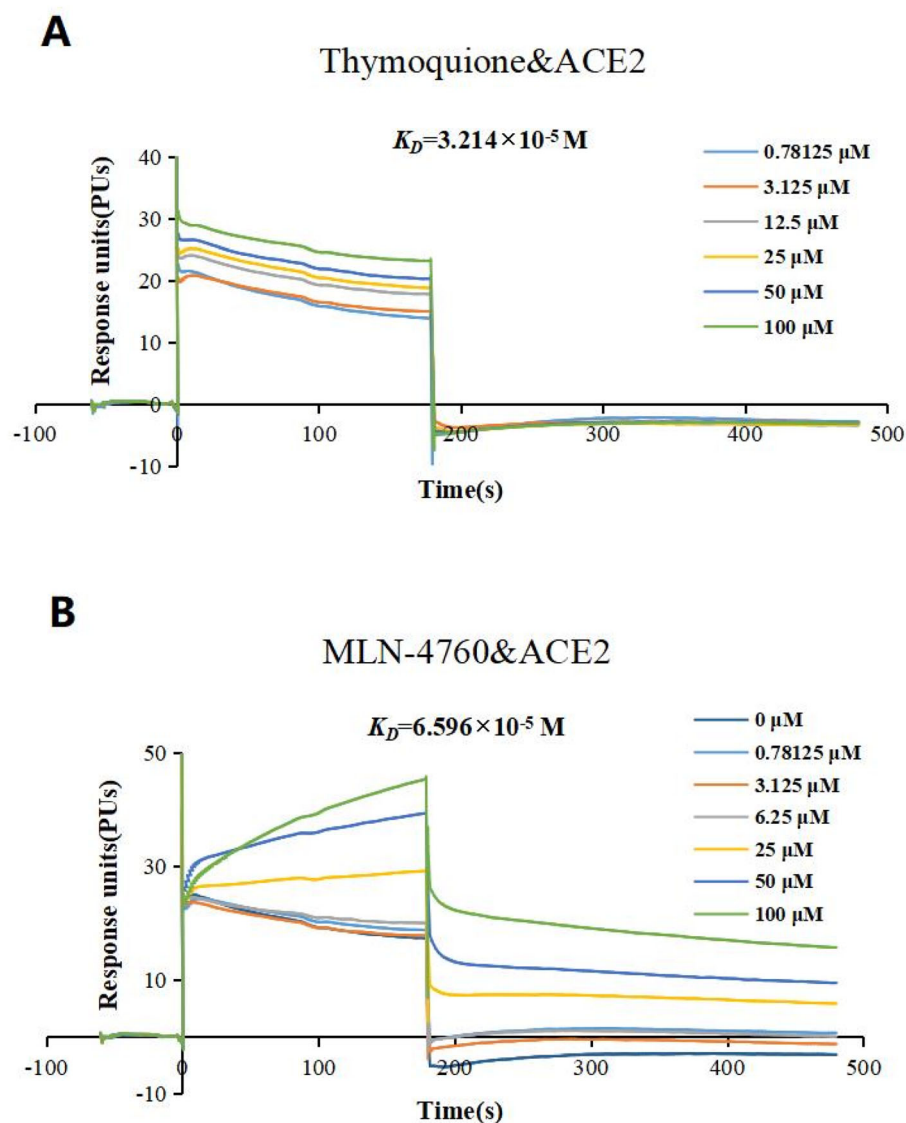 A
Thymoquione&ACE2
K_D=3.214×10⁻⁵ M
Response units(PUs)
40
30
20
10
0
-10
-100
0
100
200
300
400
500
Time(s)
0.78125 μM
3.125 μM
12.5 μM
25 μM
50 μM
100 μM
B
MLN-4760&ACE2
K_D=6.596×10⁻⁵ M
Response units(PUs)
50
30
10
-10
-100
0
100
200
300
400
500
Time(s)
0 μM
0.78125 μM
3.125 μM
6.25 μM
25 μM
50 μM
100 μM